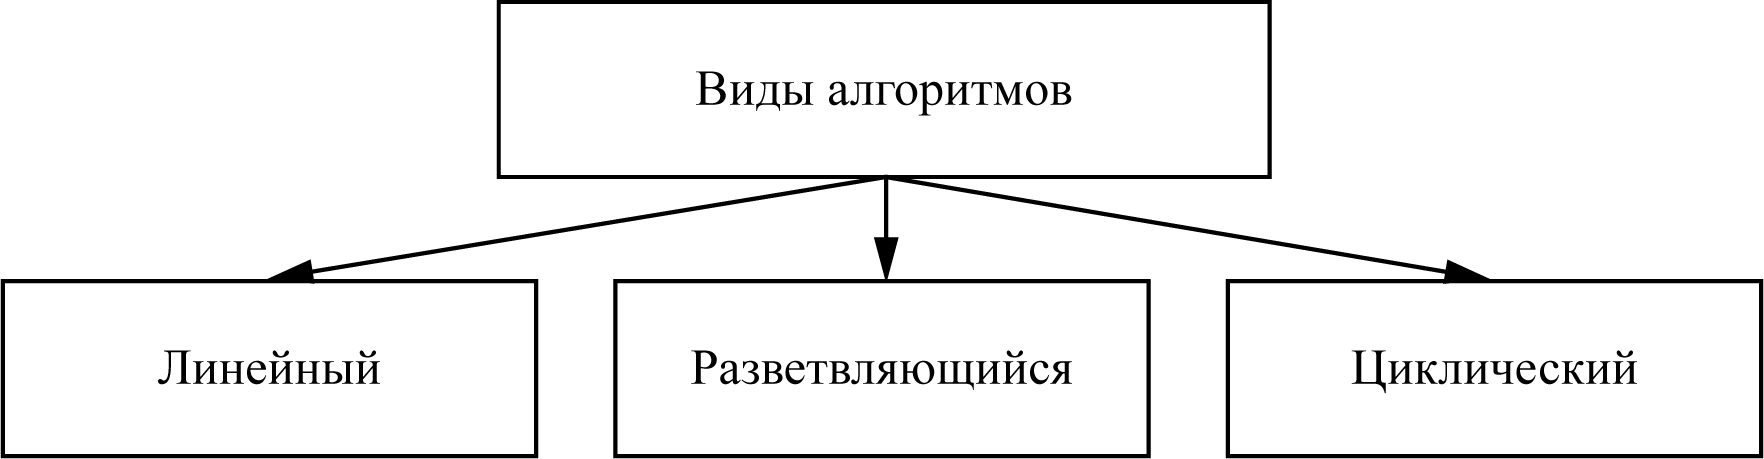 Виды алгоритмов
Линейный
Разветвляющийся
Циклический